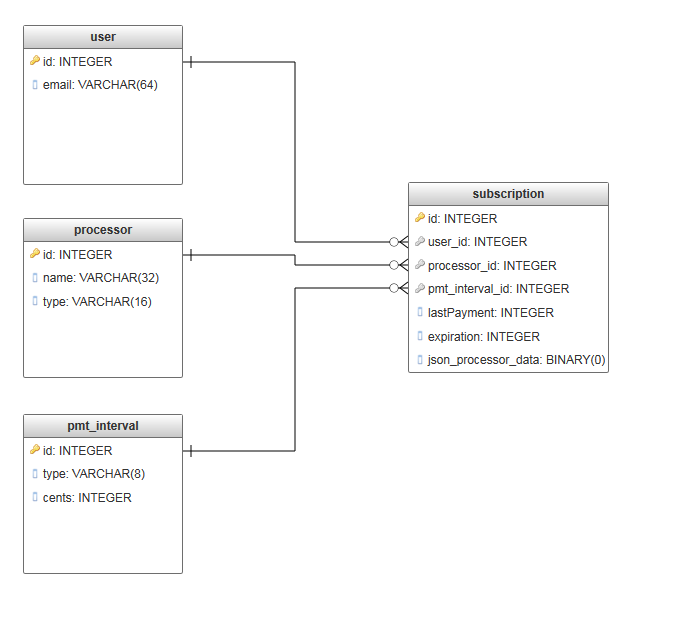 user
id: INTEGER
email: VARCHAR(64)
processor
id: INTEGER
name: VARCHAR(32)
type: VARCHAR(16)
pmt_interval
id: INTEGER
type: VARCHAR(8)
cents: INTEGER
subscription
id: INTEGER
user_id: INTEGER
processor_id: INTEGER
pmt_interval_id: INTEGER
lastPayment: INTEGER
expiration: INTEGER
json_processor_data: BINARY(0)